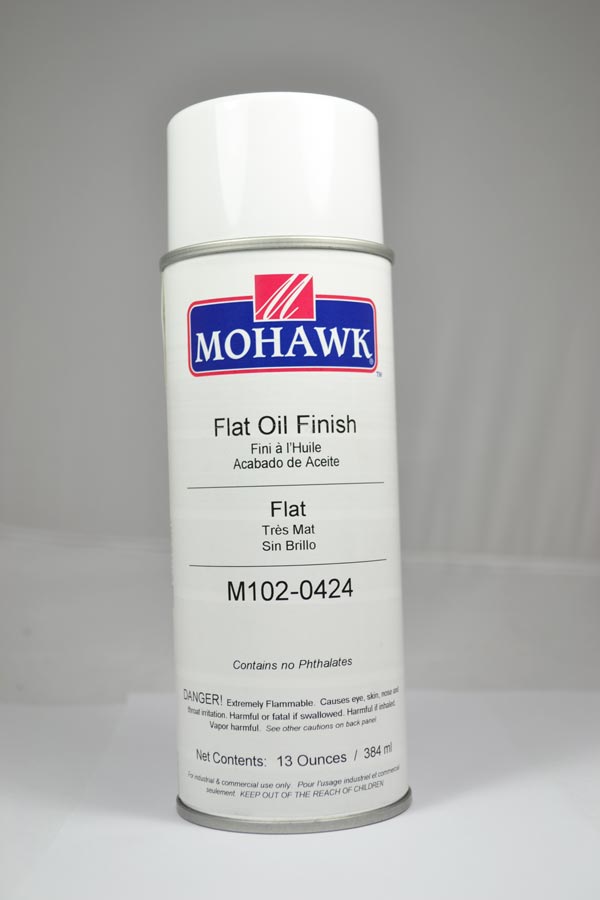 M
MOHAWK®
TM
Flat Oil Finish
Fini à l'Huile
Acabado de Aceite
Flat
Très Mat
Sin Brillo
M102-0424
Contains no Phthalates
DANGER! Extremely Flammable. Causes eye, skin, nose and
throat irritation. Harmful or fatal if swallowed. Harmful if inhaled.
Vapor harmful. See other cautions on back panel.
Net Contents: 13 Ounces / 384 ml
For industrial & commercial use only. Pour l'usage industriel et commercial
seulement. KEEP OUT OF THE REACH OF CHILDREN.